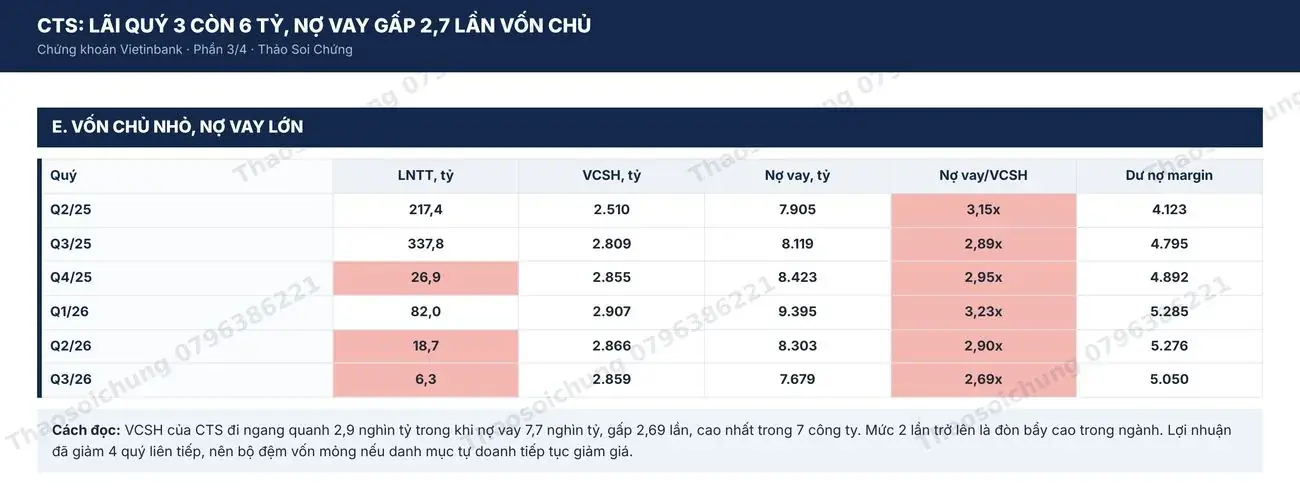 CTS: LÃI QUÝ 3 CÒN 6 TỶ, NỢ VAY GẤP 2,7 LẦN VỐN CHỦ
Chứng khoán Vietinbank · Phần 3/4 · Thảo Soi Chứng
E. VỐN CHỦ NHỎ, NỢ VAY LỚN
Quý LNTT, tỷ VCSH, tỷ Nợ vay, tỷ Nợ vay/VCSH Dư nợ margin
Q2/25 217,4 2.510 7.905 3,15x 4.123
Q3/25 337,8 2.809 8.119 2,89x 4.795
Q4/25 26,9 2.855 8.423 2,95x 4.892
Q1/26 82,0 2.907 9.395 3,23x 5.285
Q2/26 18,7 2.866 8.303 2,90x 5.276
Q3/26 6,3 2.859 7.679 2,69x 5.050
Cách đọc: VCSH của CTS đi ngang quanh 2,9 nghìn tỷ trong khi nợ vay 7,7 nghìn tỷ, gấp 2,69 lần, cao nhất trong 7 công ty. Mức 2 lần trở lên là đòn bẩy cao trong ngành. Lợi nhuận
đã giảm 4 quý liên tiếp, nên bộ đệm vốn mỏng nếu danh mục tự doanh tiếp tục giảm giá.
Thaosoichung 0796386221
Thaosoichung 0796386221
Thaosoichung 0796386221